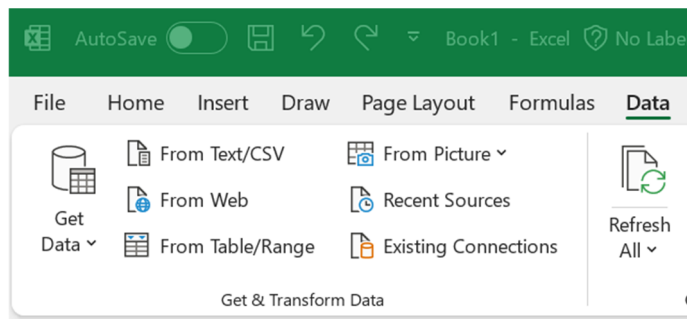 AutoSave Book1 - Excel No Labe
File Home Insert Draw Page Layout Formulas Data
Get Data
From Text/CSV
From Web
From Table/Range
From Picture
Recent Sources
Existing Connections
Get & Transform Data
Refresh All